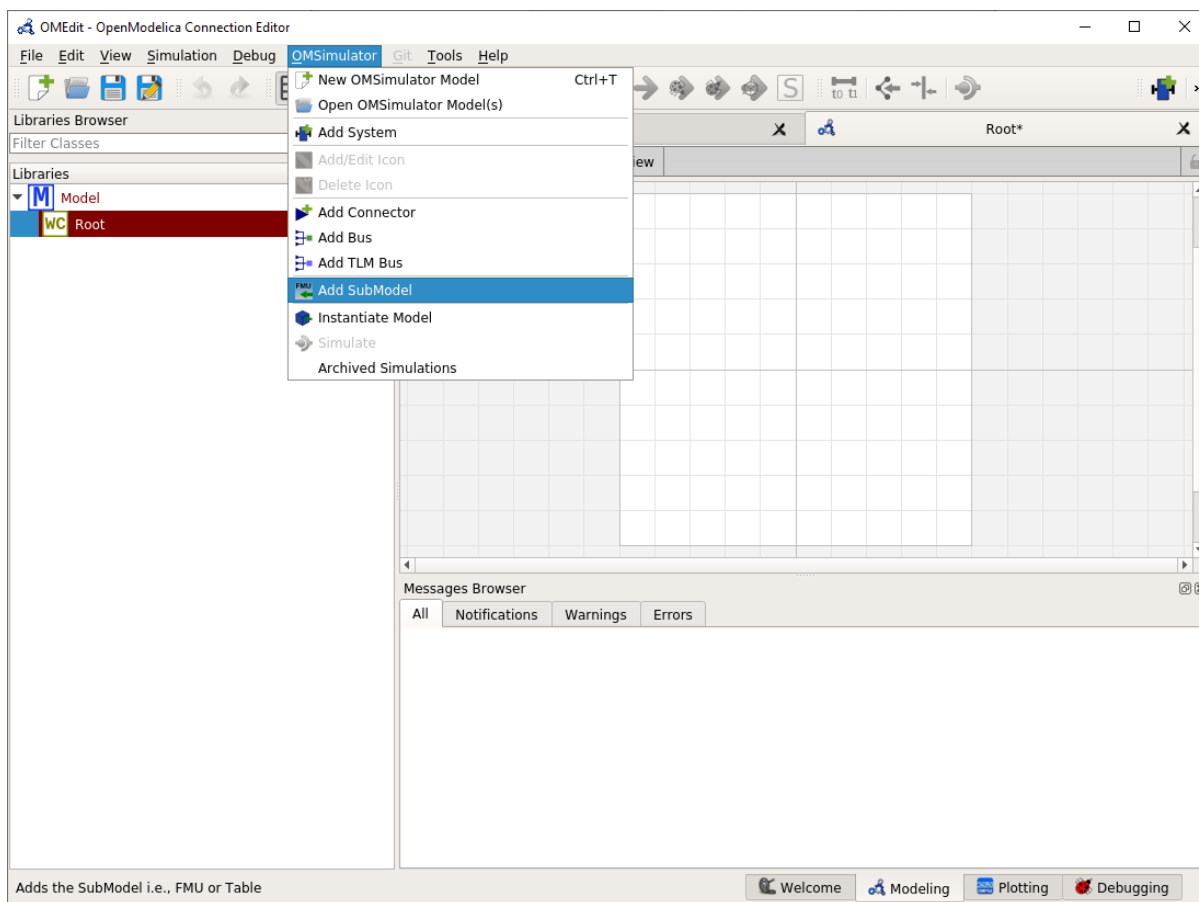 OMEdit - OpenModelica Connection Editor
File Edit View Simulation Debug OMSimulator Git Tools Help
New OMSimulator Model Ctrl+T
Open OMSimulator Model(s)
Add System
Add/Edit Icon
Delete Icon
Add Connector
Add Bus
Add TLM Bus
FMU Add SubModel
Instantiate Model
Simulate
Archived Simulations
S
to t1
Libraries Browser
Filter Classes
Libraries
M Model
WC Root
Root*
iew
Messages Browser
All Notifications Warnings Errors
Adds the SubModel i.e., FMU or Table
Welcome Modeling Plotting Debugging